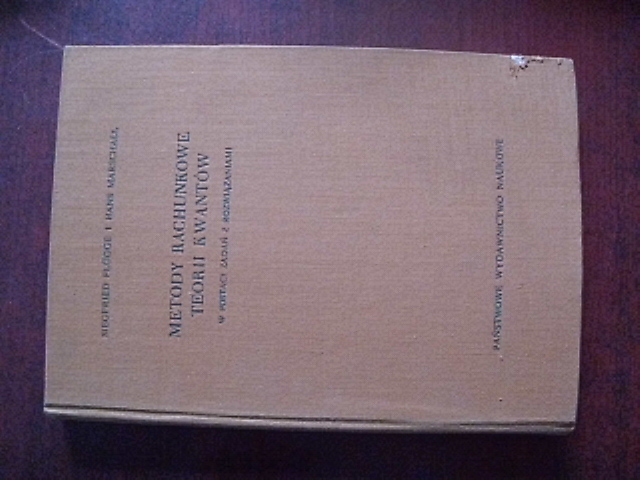 SIEGFRIED FLÜGGE I HANS MARSCHALL
METODY RACHUNKOWE
TEORII KWANTÓW
W POSTACI ZADAŃ Z ROZWIĄZANIAMI
PAŃSTWOWE WYDAWNICTWO NAUKOWE